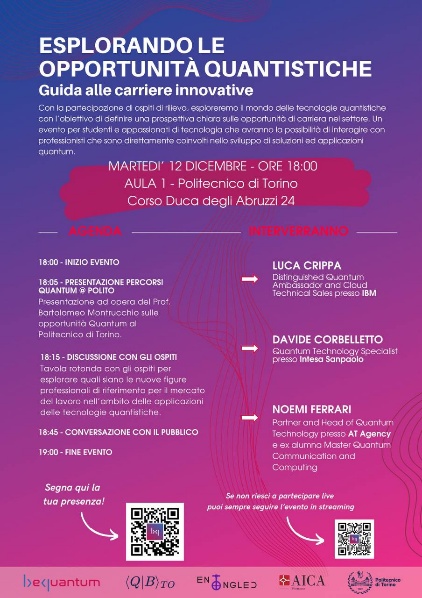 ESPLORANDO LE
OPPORTUNITÀ QUANTISTICHE
Guida alle carriere innovative
Con la partecipazione di ospiti di rilievo, esploreremo il mondo delle tecnologie quantistiche
con l'obiettivo di definire una prospettiva chiara sulle opportunità di carriera nel settore. Un
evento per studenti e appassionati di tecnologia che avranno la possibilità di interagire con
professionisti che sono direttamente coinvolti nello sviluppo di soluzioni ed applicazioni
quantum.
MARTEDI' 12 DICEMBRE - ORE 18:00
AULA 1 - Politecnico di Torino
Corso Duca degli Abruzzi 24
AGENDA
18:00 - INIZIO EVENTO
18:05 - PRESENTAZIONE PERCORSI
QUANTUM @ POLITO
Presentazione ad opera del Prof.
Bartolomeo Montrucchio sulle
opportunità Quantum al
Politecnico di Torino.
18:15 - DISCUSSIONE CON GLI OSPITI
Tavola rotonda con gli ospiti per
esplorare quali siano le nuove figure
professionali di riferimento per il mercato
del lavoro nell'ambito delle applicazioni
delle tecnologie quantistiche.
18:45 - CONVERSAZIONE CON IL PUBBLICO
19:00 - FINE EVENTO
INTERVERRANNO
LUCA CRIPPA
Distinguished Quantum
Ambassador and Cloud
Technical Sales presso IBM
DAVIDE CORBELLETTO
Quantum Technology Specialist
presso Intesa Sanpaolo
NOEMI FERRARI
Partner and Head of Quantum
Technology presso AT Agency
e ex alumna Master Quantum
Communication and
Computing
Segna qui la
tua presenza!
Se non riesci a partecipare live
puoi sempre seguire l'evento in streaming
bequantum
⟨Q|B⟩TO
ENTONGLED
AICA
Politecnico
di Torino